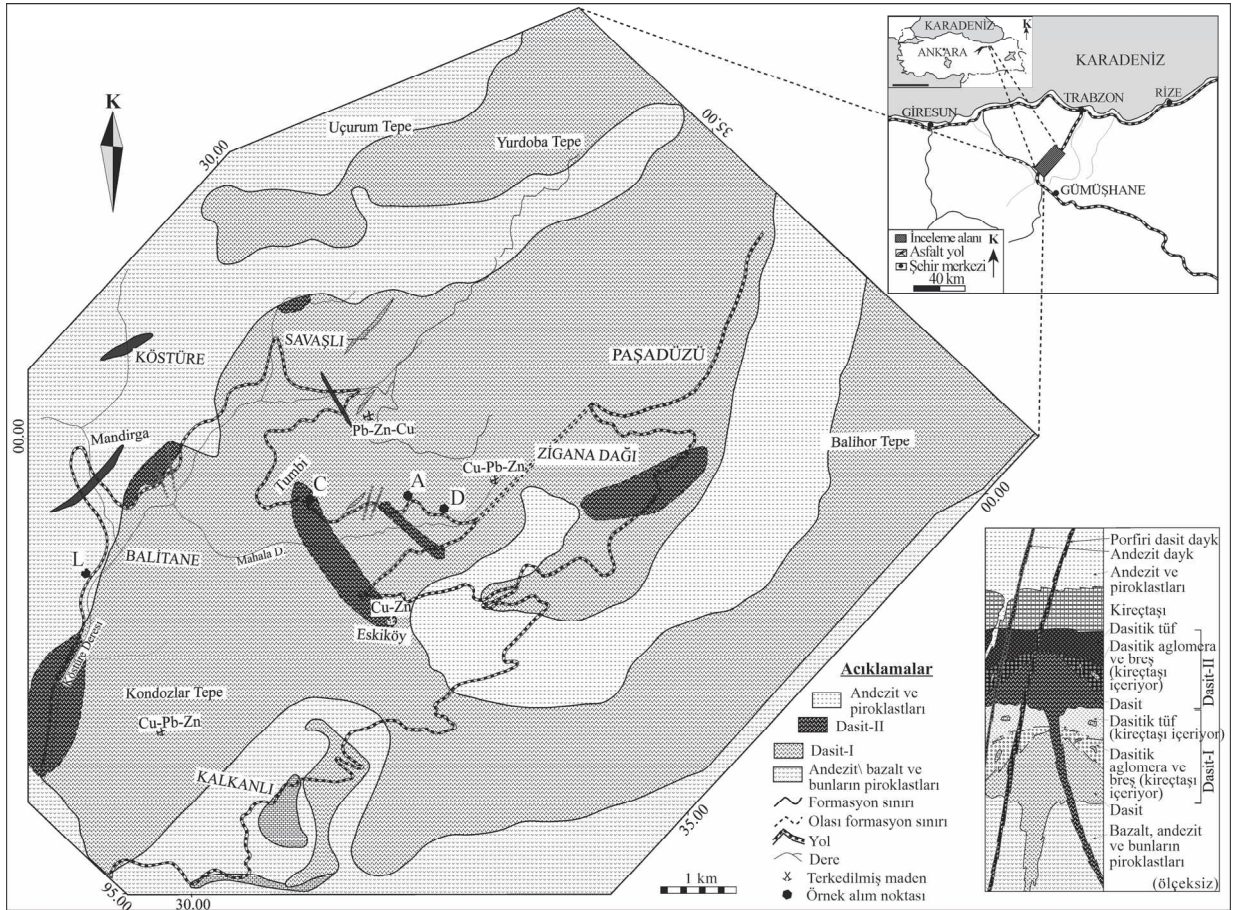 K
Uçurum Tepe
Yurdoba Tepe
30.00
35.00
SAVAŞLI
KÖSTÜRE
PAŞADÜZÜ
Pb-Zn-Cu
00.00
Mandirga
Balihor Tepe
ZİGANA DAĞI
Cu-Pb-Zn
Tumbi
C
A
D
00.00
BALİTANE
Mahala D.
L
Cu-Zn
Eskiköy
Köstüre Deresi
Kondozlar Tepe
Cu-Pb-Zn
KALKANLI
35.00
95.00
30.00
1 km
Açıklamalar
Andezit ve
piroklastları
Dasit-II
Dasit-I
Andezit\ bazalt ve
bunların piroklastları
Formasyon sınırı
Olası formasyon sınırı
Yol
Dere
Terkedilmiş maden
Örnek alım noktası
KARADENİZ
K
ANKARA
KARADENİZ
RİZE
TRABZON
GİRESUN
GÜMÜŞHANE
İnceleme alanı
K
Asfalt yol
Şehir merkezi
40 km
Porfiri dasit dayk
Andezit dayk
Andezit ve
piroklastları
Kireçtaşı
Dasitik tüf
Dasitik aglomera
ve breş
(kireçtaşı
içeriyor)
Dasit-II
Dasit
Dasitik tüf
(kireçtaşı içeriyor)
Dasitik
aglomera ve
breş (kireçtaşı
içeriyor)
Dasit-I
Dasit
Bazalt, andezit
ve bunların
piroklastları
(ölçeksiz)